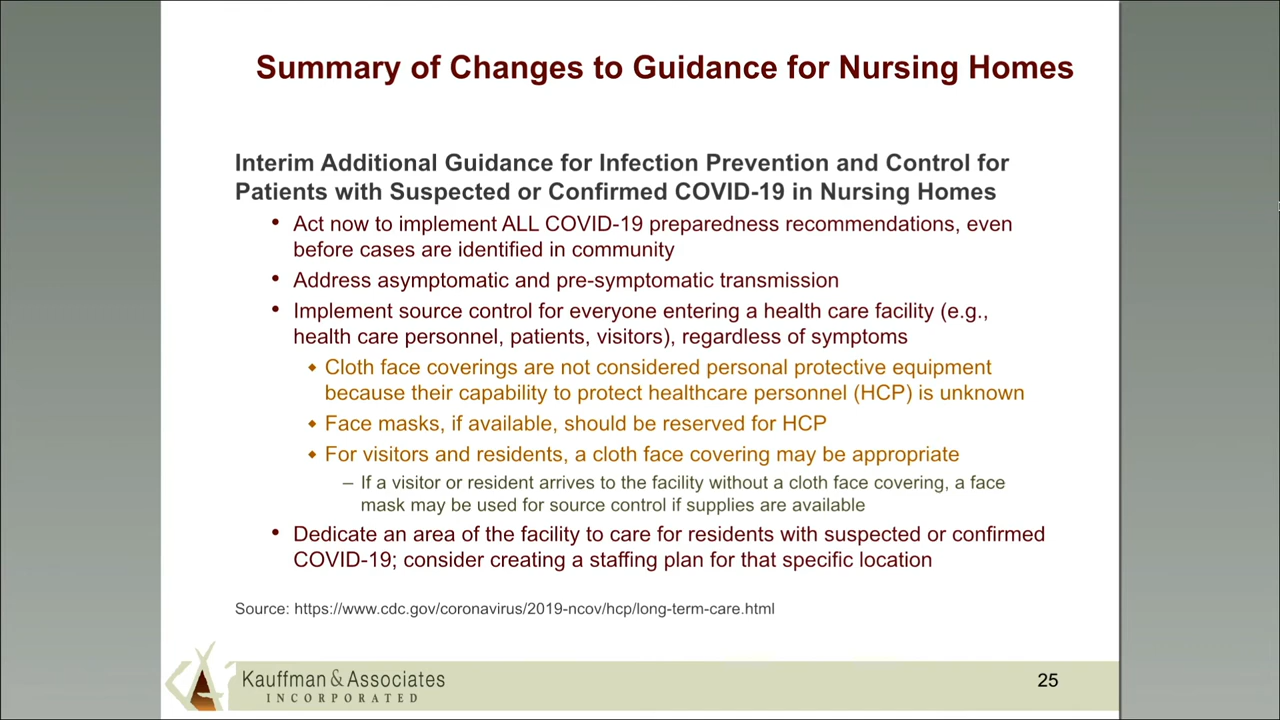 Summary of Changes to Guidance for Nursing Homes
Interim Additional Guidance for Infection Prevention and Control for
Patients with Suspected or Confirmed COVID-19 in Nursing Homes
• Act now to implement ALL COVID-19 preparedness recommendations, even
before cases are identified in community
• Address asymptomatic and pre-symptomatic transmission
• Implement source control for everyone entering a health care facility (e.g.,
health care personnel, patients, visitors), regardless of symptoms
◆ Cloth face coverings are not considered personal protective equipment
because their capability to protect healthcare personnel (HCP) is unknown
◆ Face masks, if available, should be reserved for HCP
◆ For visitors and residents, a cloth face covering may be appropriate
– If a visitor or resident arrives to the facility without a cloth face covering, a face
mask may be used for source control if supplies are available
• Dedicate an area of the facility to care for residents with suspected or confirmed
COVID-19; consider creating a staffing plan for that specific location
Source: https://www.cdc.gov/coronavirus/2019-ncov/hcp/long-term-care.html
Kauffman & Associates
INCORPORATED
25